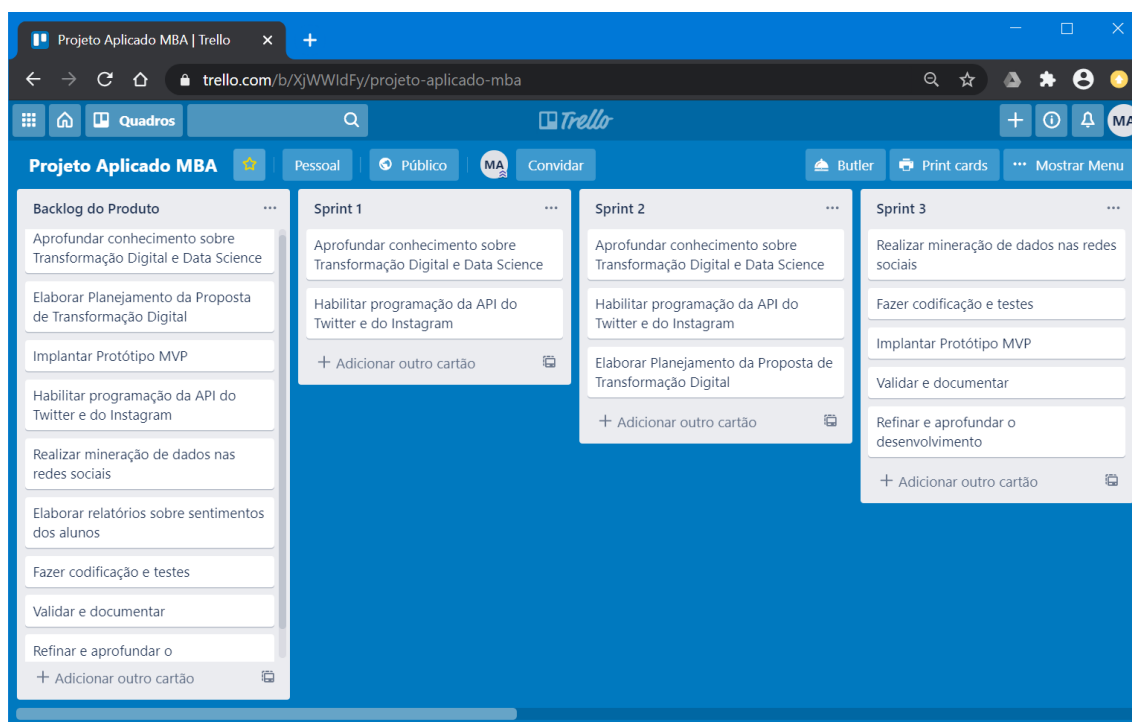 Projeto Aplicado MBA | Trello
trello.com/b/XjWWIdFy/projeto-aplicado-mba
Quadros
Trello
MA
Projeto Aplicado MBA
Pessoal
Público
MA
Convidar
Butler
Print cards
Mostrar Menu
Backlog do Produto
Aprofundar conhecimento sobre
Transformação Digital e Data Science
Elaborar Planejamento da Proposta
de Transformação Digital
Implantar Protótipo MVP
Habilitar programação da API do
Twitter e do Instagram
Realizar mineração de dados nas
redes sociais
Elaborar relatórios sobre sentimentos
dos alunos
Fazer codificação e testes
Validar e documentar
Refinar e aprofundar o
+ Adicionar outro cartão
Sprint 1
Aprofundar conhecimento sobre
Transformação Digital e Data Science
Habilitar programação da API do
Twitter e do Instagram
+ Adicionar outro cartão
Sprint 2
Aprofundar conhecimento sobre
Transformação Digital e Data Science
Habilitar programação da API do
Twitter e do Instagram
Elaborar Planejamento da Proposta de
Transformação Digital
+ Adicionar outro cartão
Sprint 3
Realizar mineração de dados nas redes
sociais
Fazer codificação e testes
Implantar Protótipo MVP
Validar e documentar
Refinar e aprofundar o
desenvolvimento
+ Adicionar outro cartão